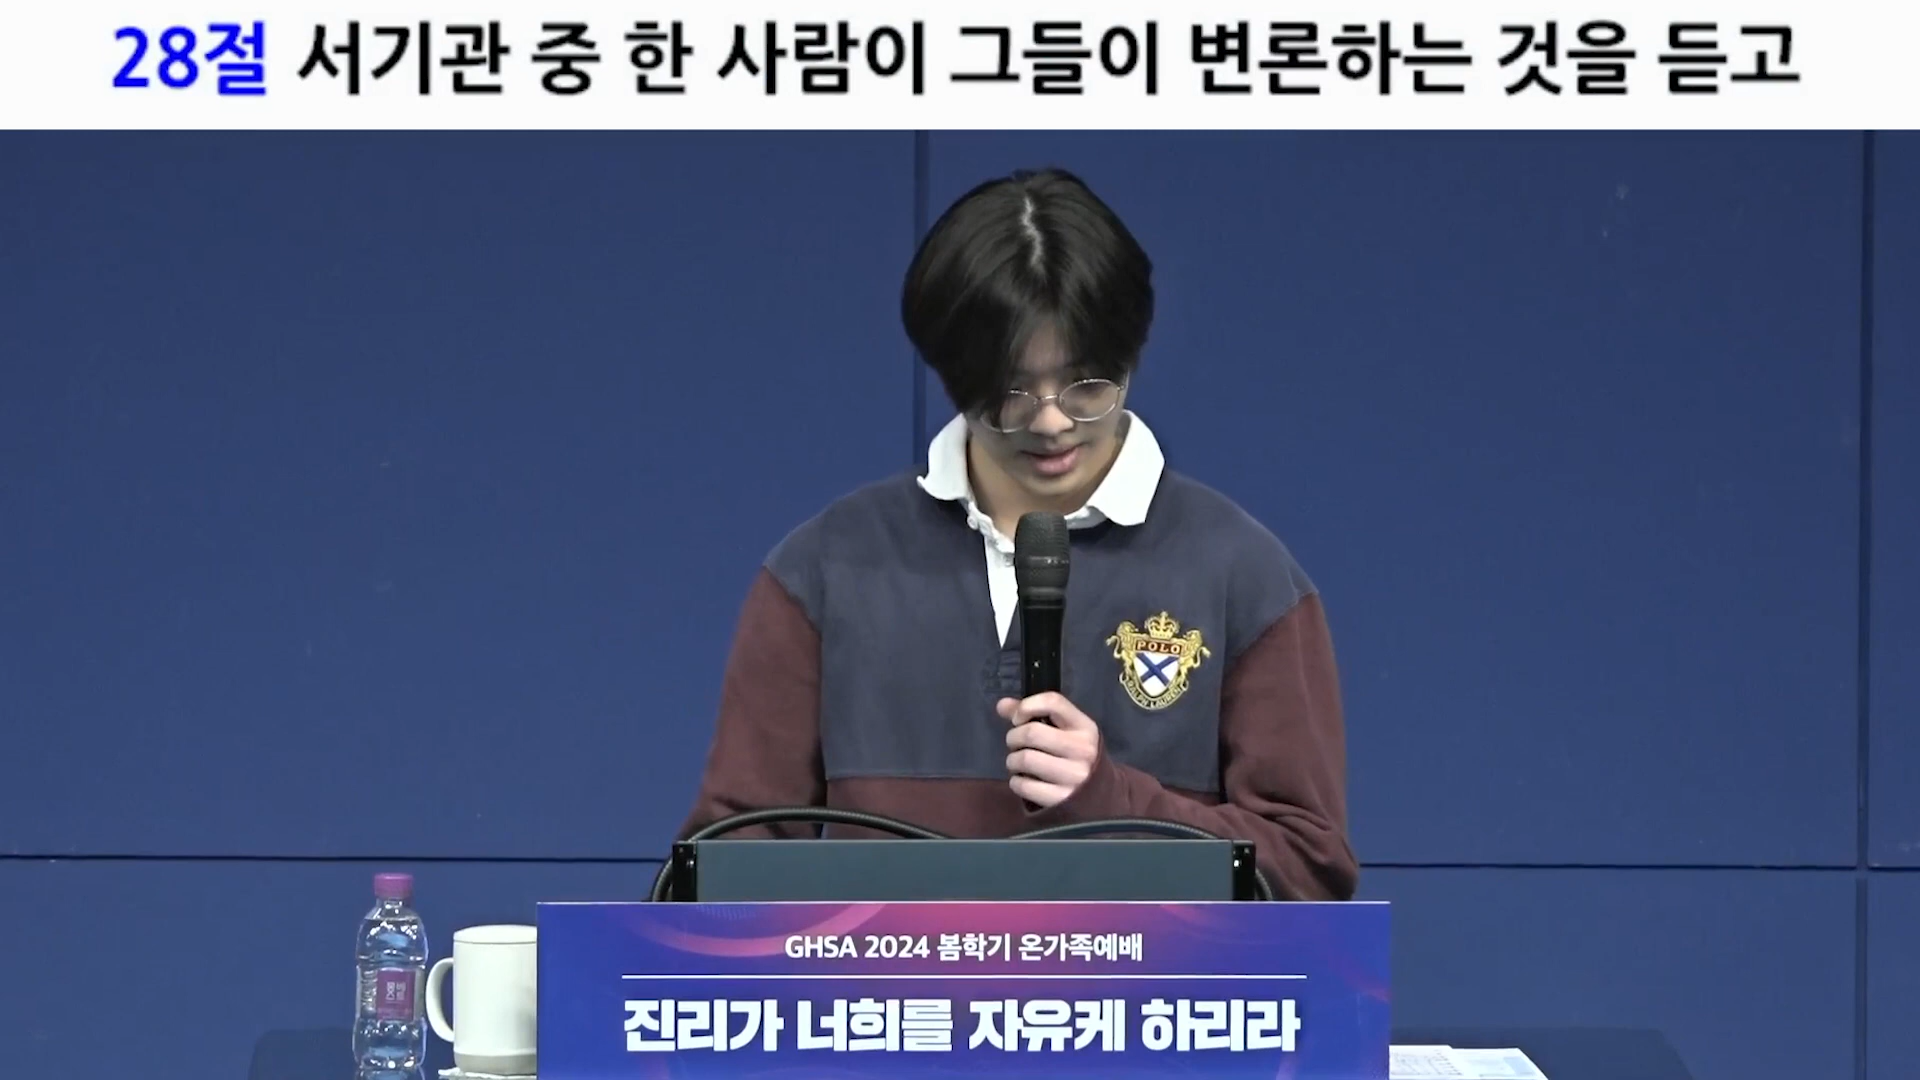 28절 서기관 중 한 사람이 그들이 변론하는 것을 듣고
POLO
RALPH LAUREN
GHSA 2024 봄학기 온가족예배
진리가 너희를 자유케 하리라